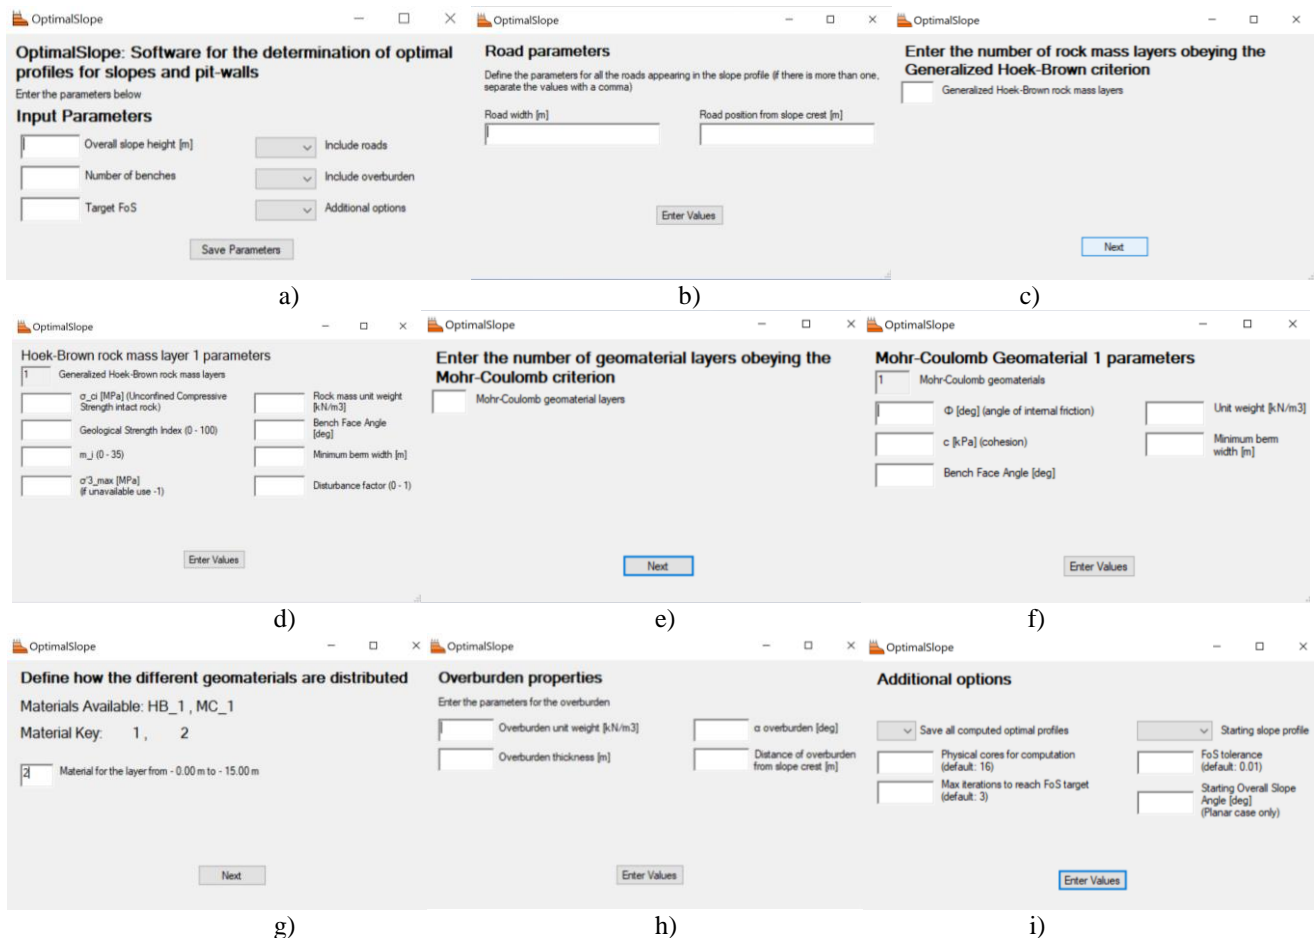 OptimalSlope
OptimalSlope: Software for the determination of optimal
profiles for slopes and pit-walls
Enter the parameters below
Input Parameters
Overall slope height [m]
Include roads
Number of benches
Include overburden
Target FoS
Additional options
Save Parameters
a)
OptimalSlope
Road parameters
Define the parameters for all the roads appearing in the slope profile (if there is more than one,
separate the values with a comma)
Road width [m]
Road position from slope crest [m]
Enter Values
b)
OptimalSlope
Enter the number of rock mass layers obeying the
Generalized Hoek-Brown criterion
Generalized Hoek-Brown rock mass layers
Next
c)
OptimalSlope
Hoek-Brown rock mass layer 1 parameters
1 Generalized Hoek-Brown rock mass layers
σ_ci [MPa] (Unconfined Compressive
Strength intact rock)
Rock mass unit weight
[kN/m3]
Geological Strength Index (0 - 100)
Bench Face Angle
[deg]
m_i (0 - 35)
Minimum berm width [m]
σ'3_max [MPa]
(if unavailable use -1)
Disturbance factor (0 - 1)
Enter Values
d)
OptimalSlope
Enter the number of geomaterial layers obeying the
Mohr-Coulomb criterion
Mohr-Coulomb geomaterial layers
Next
e)
OptimalSlope
Mohr-Coulomb Geomaterial 1 parameters
1 Mohr-Coulomb geomaterials
Φ [deg] (angle of internal friction)
Unit weight [kN/m3]
c [kPa] (cohesion)
Minimum berm
width [m]
Bench Face Angle [deg]
Enter Values
f)
OptimalSlope
Define how the different geomaterials are distributed
Materials Available: HB_1 , MC_1
Material Key: 1 , 2
2 Material for the layer from - 0.00 m to - 15.00 m
Next
g)
OptimalSlope
Overburden properties
Enter the parameters for the overburden
Overburden unit weight [kN/m3]
α overburden [deg]
Overburden thickness [m]
Distance of overburden
from slope crest [m]
Enter Values
h)
OptimalSlope
Additional options
Save all computed optimal profiles
Starting slope profile
Physical cores for computation
(default: 16)
FoS tolerance
(default: 0.01)
Max iterations to reach FoS target
(default: 3)
Starting Overall Slope
Angle [deg]
(Planar case only)
Enter Values
i)